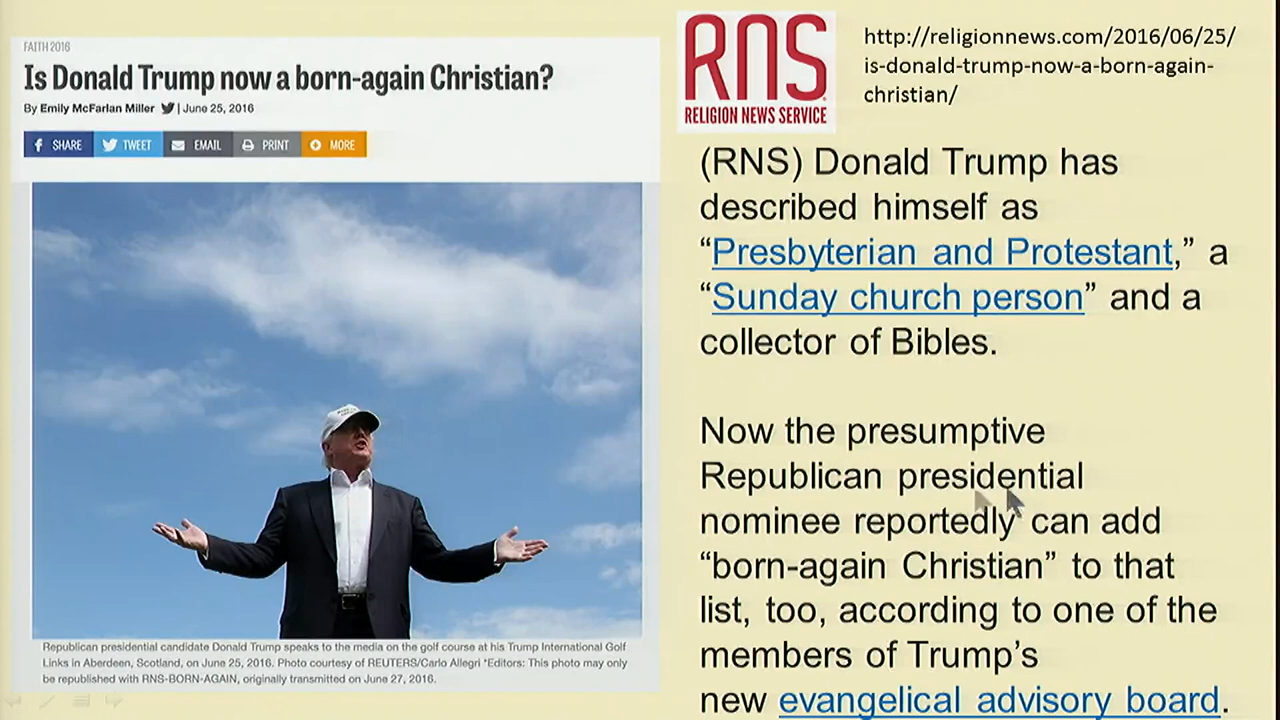 FAITH 2016
Is Donald Trump now a born-again Christian?
By Emily McFarlan Miller | June 25, 2016
SHARE TWEET EMAIL PRINT MORE
Republican presidential candidate Donald Trump speaks to the media on the golf course at his Trump International Golf
Links in Aberdeen, Scotland, on June 25, 2016. Photo courtesy of REUTERS/Carlo Allegri *Editors: This photo may only
be republished with RNS-BORN-AGAIN, originally transmitted on June 27, 2016.
RNS
RELIGION NEWS SERVICE
http://religionnews.com/2016/06/25/
is-donald-trump-now-a-born-again-
christian/
(RNS) Donald Trump has
described himself as
“Presbyterian and Protestant,” a
“Sunday church person” and a
collector of Bibles.
Now the presumptive
Republican presidential
nominee reportedly can add
“born-again Christian” to that
list, too, according to one of the
members of Trump’s
new evangelical advisory board.